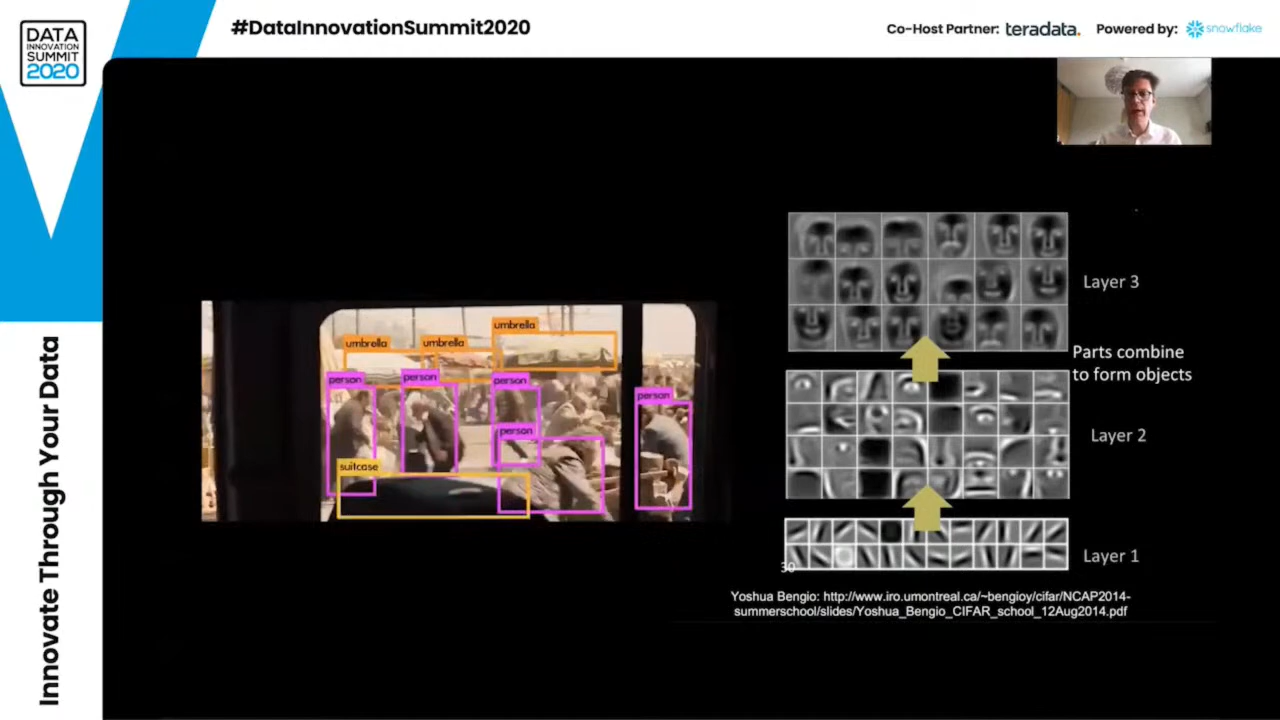 DATA
INNOVATION
SUMMIT
2020
#DataInnovationSummit2020
Co-Host Partner: teradata. Powered by: snowflake
Innovate Through Your Data
umbrella
umbrella
umbrella
person
person
person
person
person
suitcase
Layer 3
Parts combine
to form objects
Layer 2
Layer 1
30
Yoshua Bengio: http://www.iro.umontreal.ca/~bengioy/cifar/NCAP2014-
summerschool/slides/Yoshua_Bengio_CIFAR_school_12Aug2014.pdf